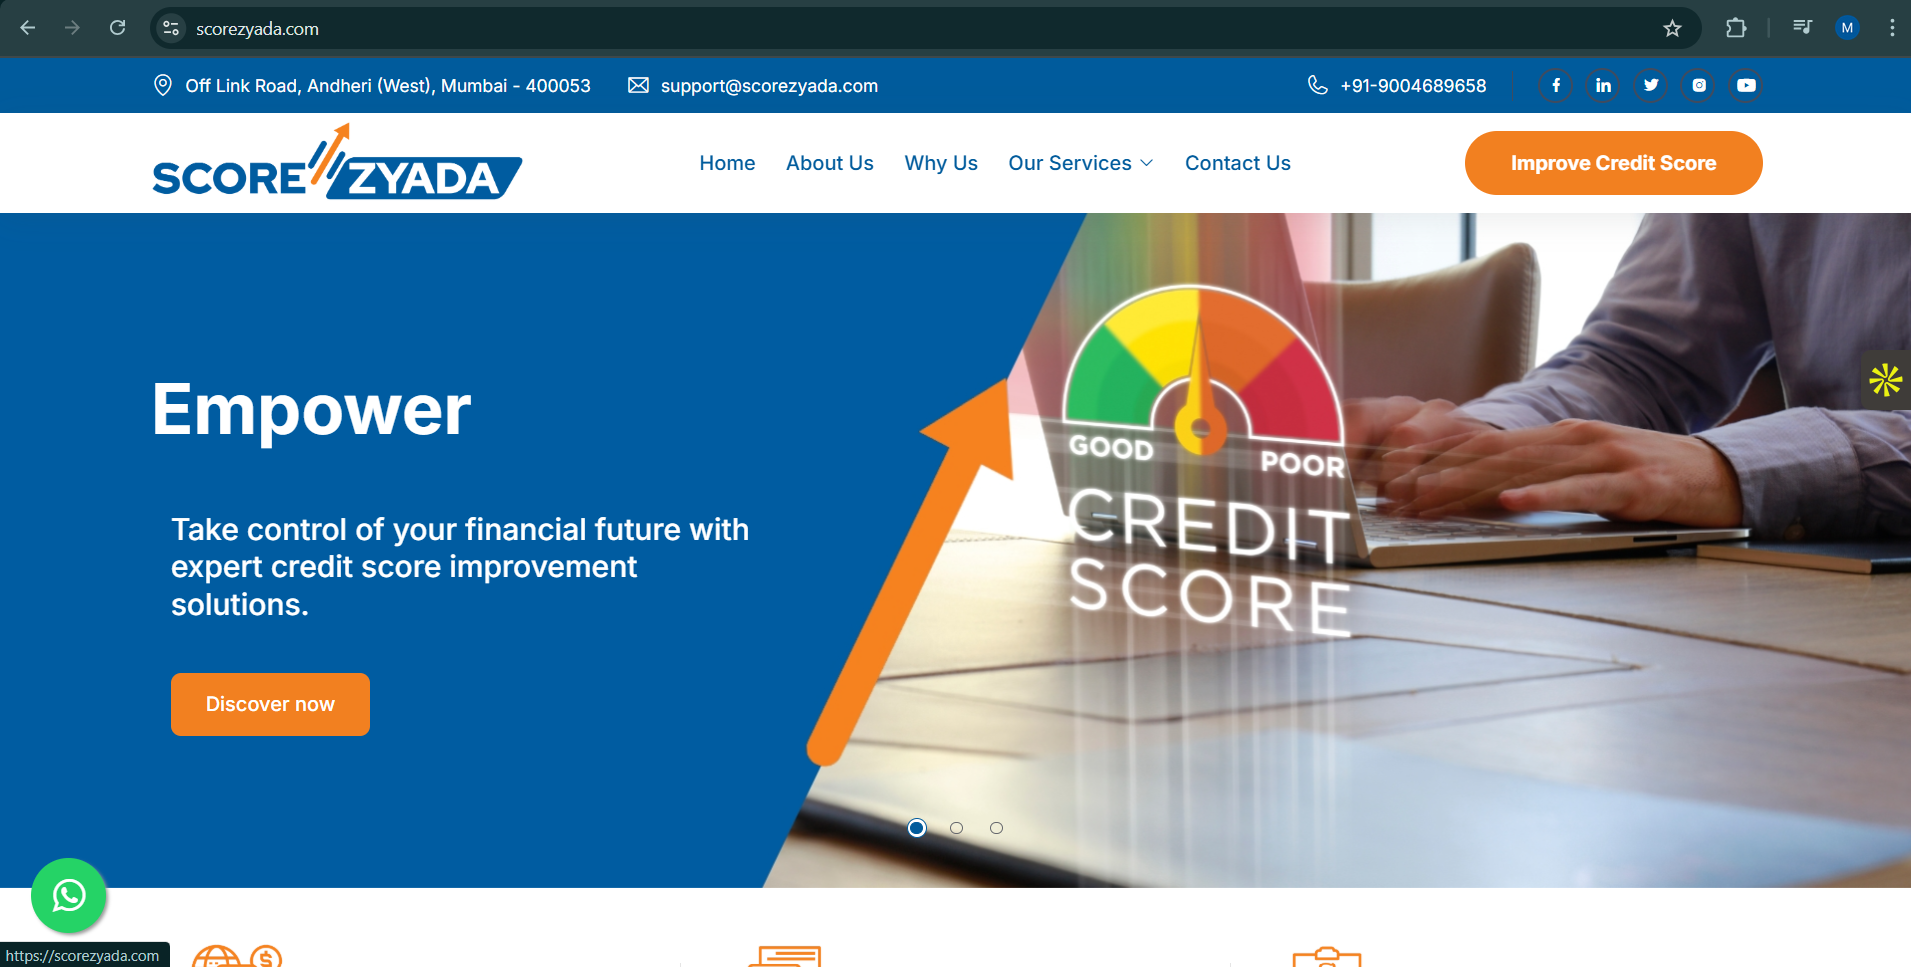 scorezyada.com
M
Off Link Road, Andheri (West), Mumbai - 400053
support@scorezyada.com
+91-9004689658
SCORE ZYADA
Home
About Us
Why Us
Our Services
Contact Us
Improve Credit Score
Empower
Take control of your financial future with
expert credit score improvement
solutions.
Discover now
GOOD
POOR
CREDIT
SCORE
https://scorezyada.com
$